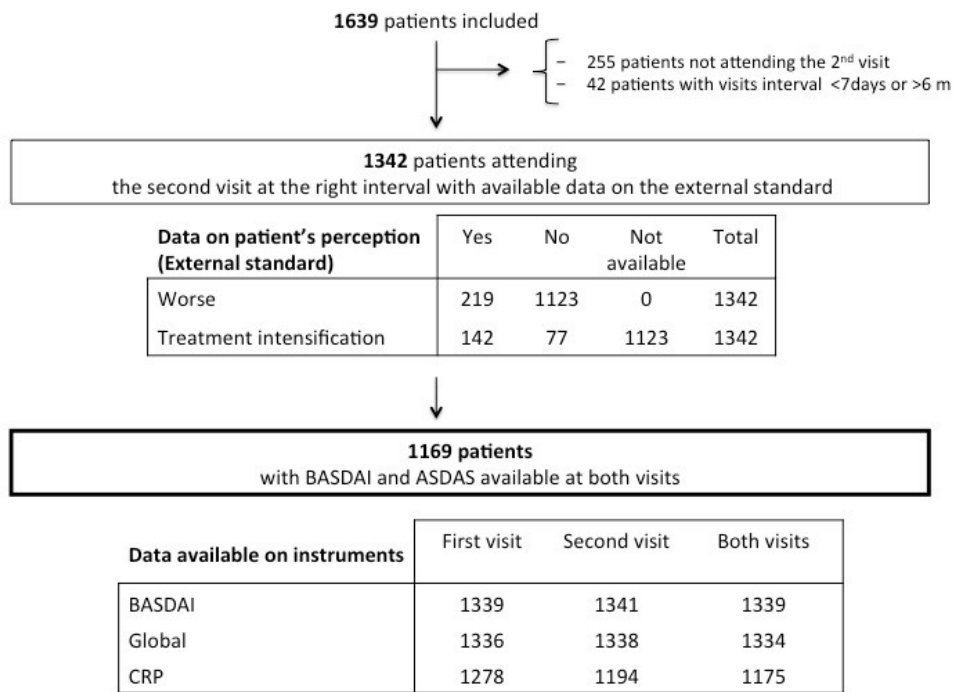 1639 patients included
– 255 patients not attending the 2nd visit
– 42 patients with visits interval <7days or >6 m
1342 patients attending
the second visit at the right interval with available data on the external standard
Data on patient's perception Yes No Not Total
(External standard) available
Worse 219 1123 0 1342
Treatment intensification 142 77 1123 1342
1169 patients
with BASDAI and ASDAS available at both visits
Data available on instruments First visit Second visit Both visits
BASDAI 1339 1341 1339
Global 1336 1338 1334
CRP 1278 1194 1175